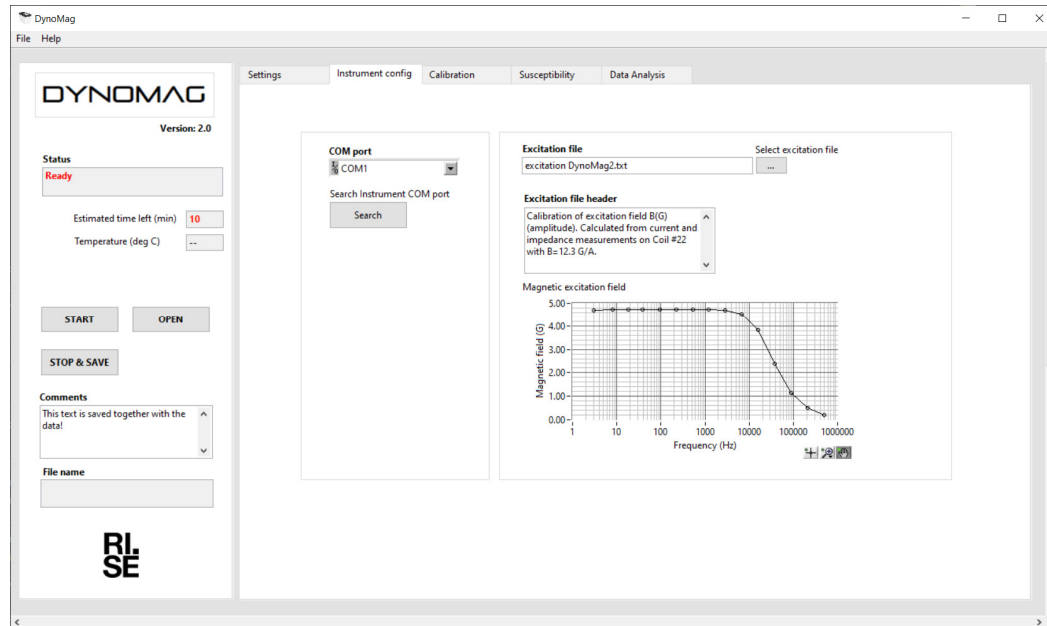 DynoMag
File Help
DYNOMAG
Version: 2.0
Status
Ready
Estimated time left (min) 10
Temperature (deg C) --
START OPEN
STOP & SAVE
Comments
This text is saved together with the
data!
File name
RI.
SE
Settings Instrument config Calibration Susceptibility Data Analysis
COM port
COM1
Search Instrument COM port
Search
Excitation file Select excitation file
excitation DynoMag2.txt ...
Excitation file header
Calibration of excitation field B(G)
(amplitude). Calculated from current and
impedance measurements on Coil #22
with B=12.3 G/A.
Magnetic excitation field
Magnetic field (G)
5.00
4.00
3.00
2.00
1.00
0.00
1 10 100 1000 10000 100000 1000000
Frequency (Hz)